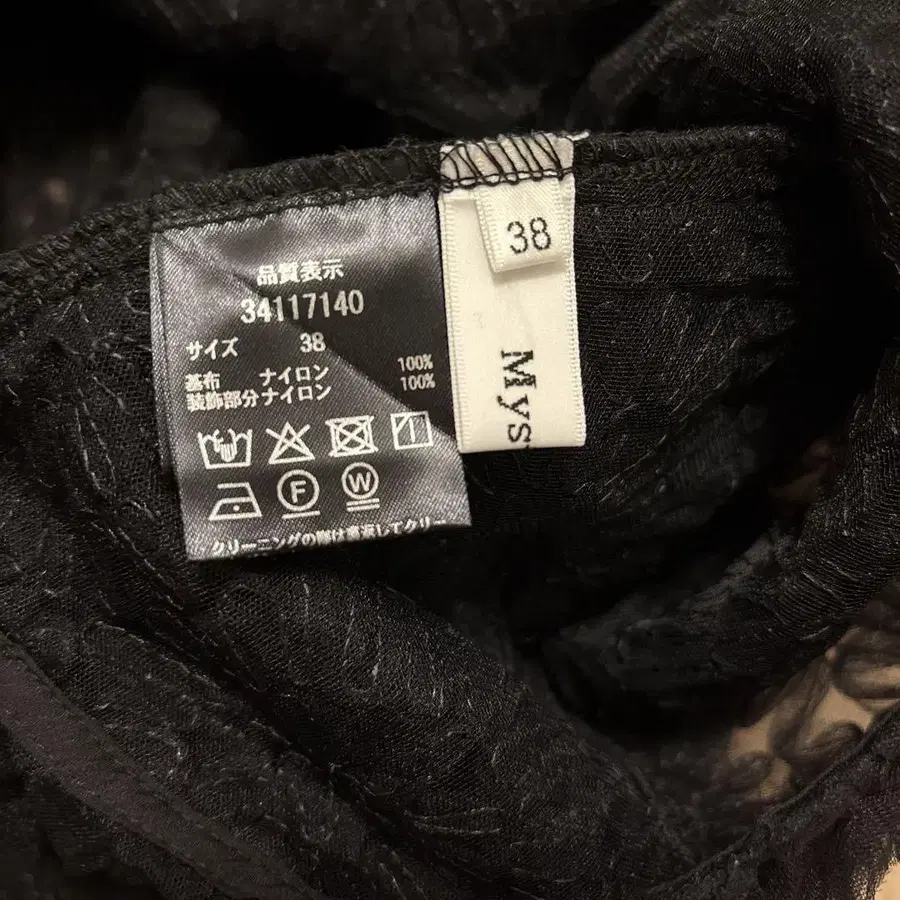 品質表示
34117140
サイズ 38
基布 ナイロン 100%
装飾部分ナイロン 100%
F W
クリーニングの際は裏返してクリー
38
Mys